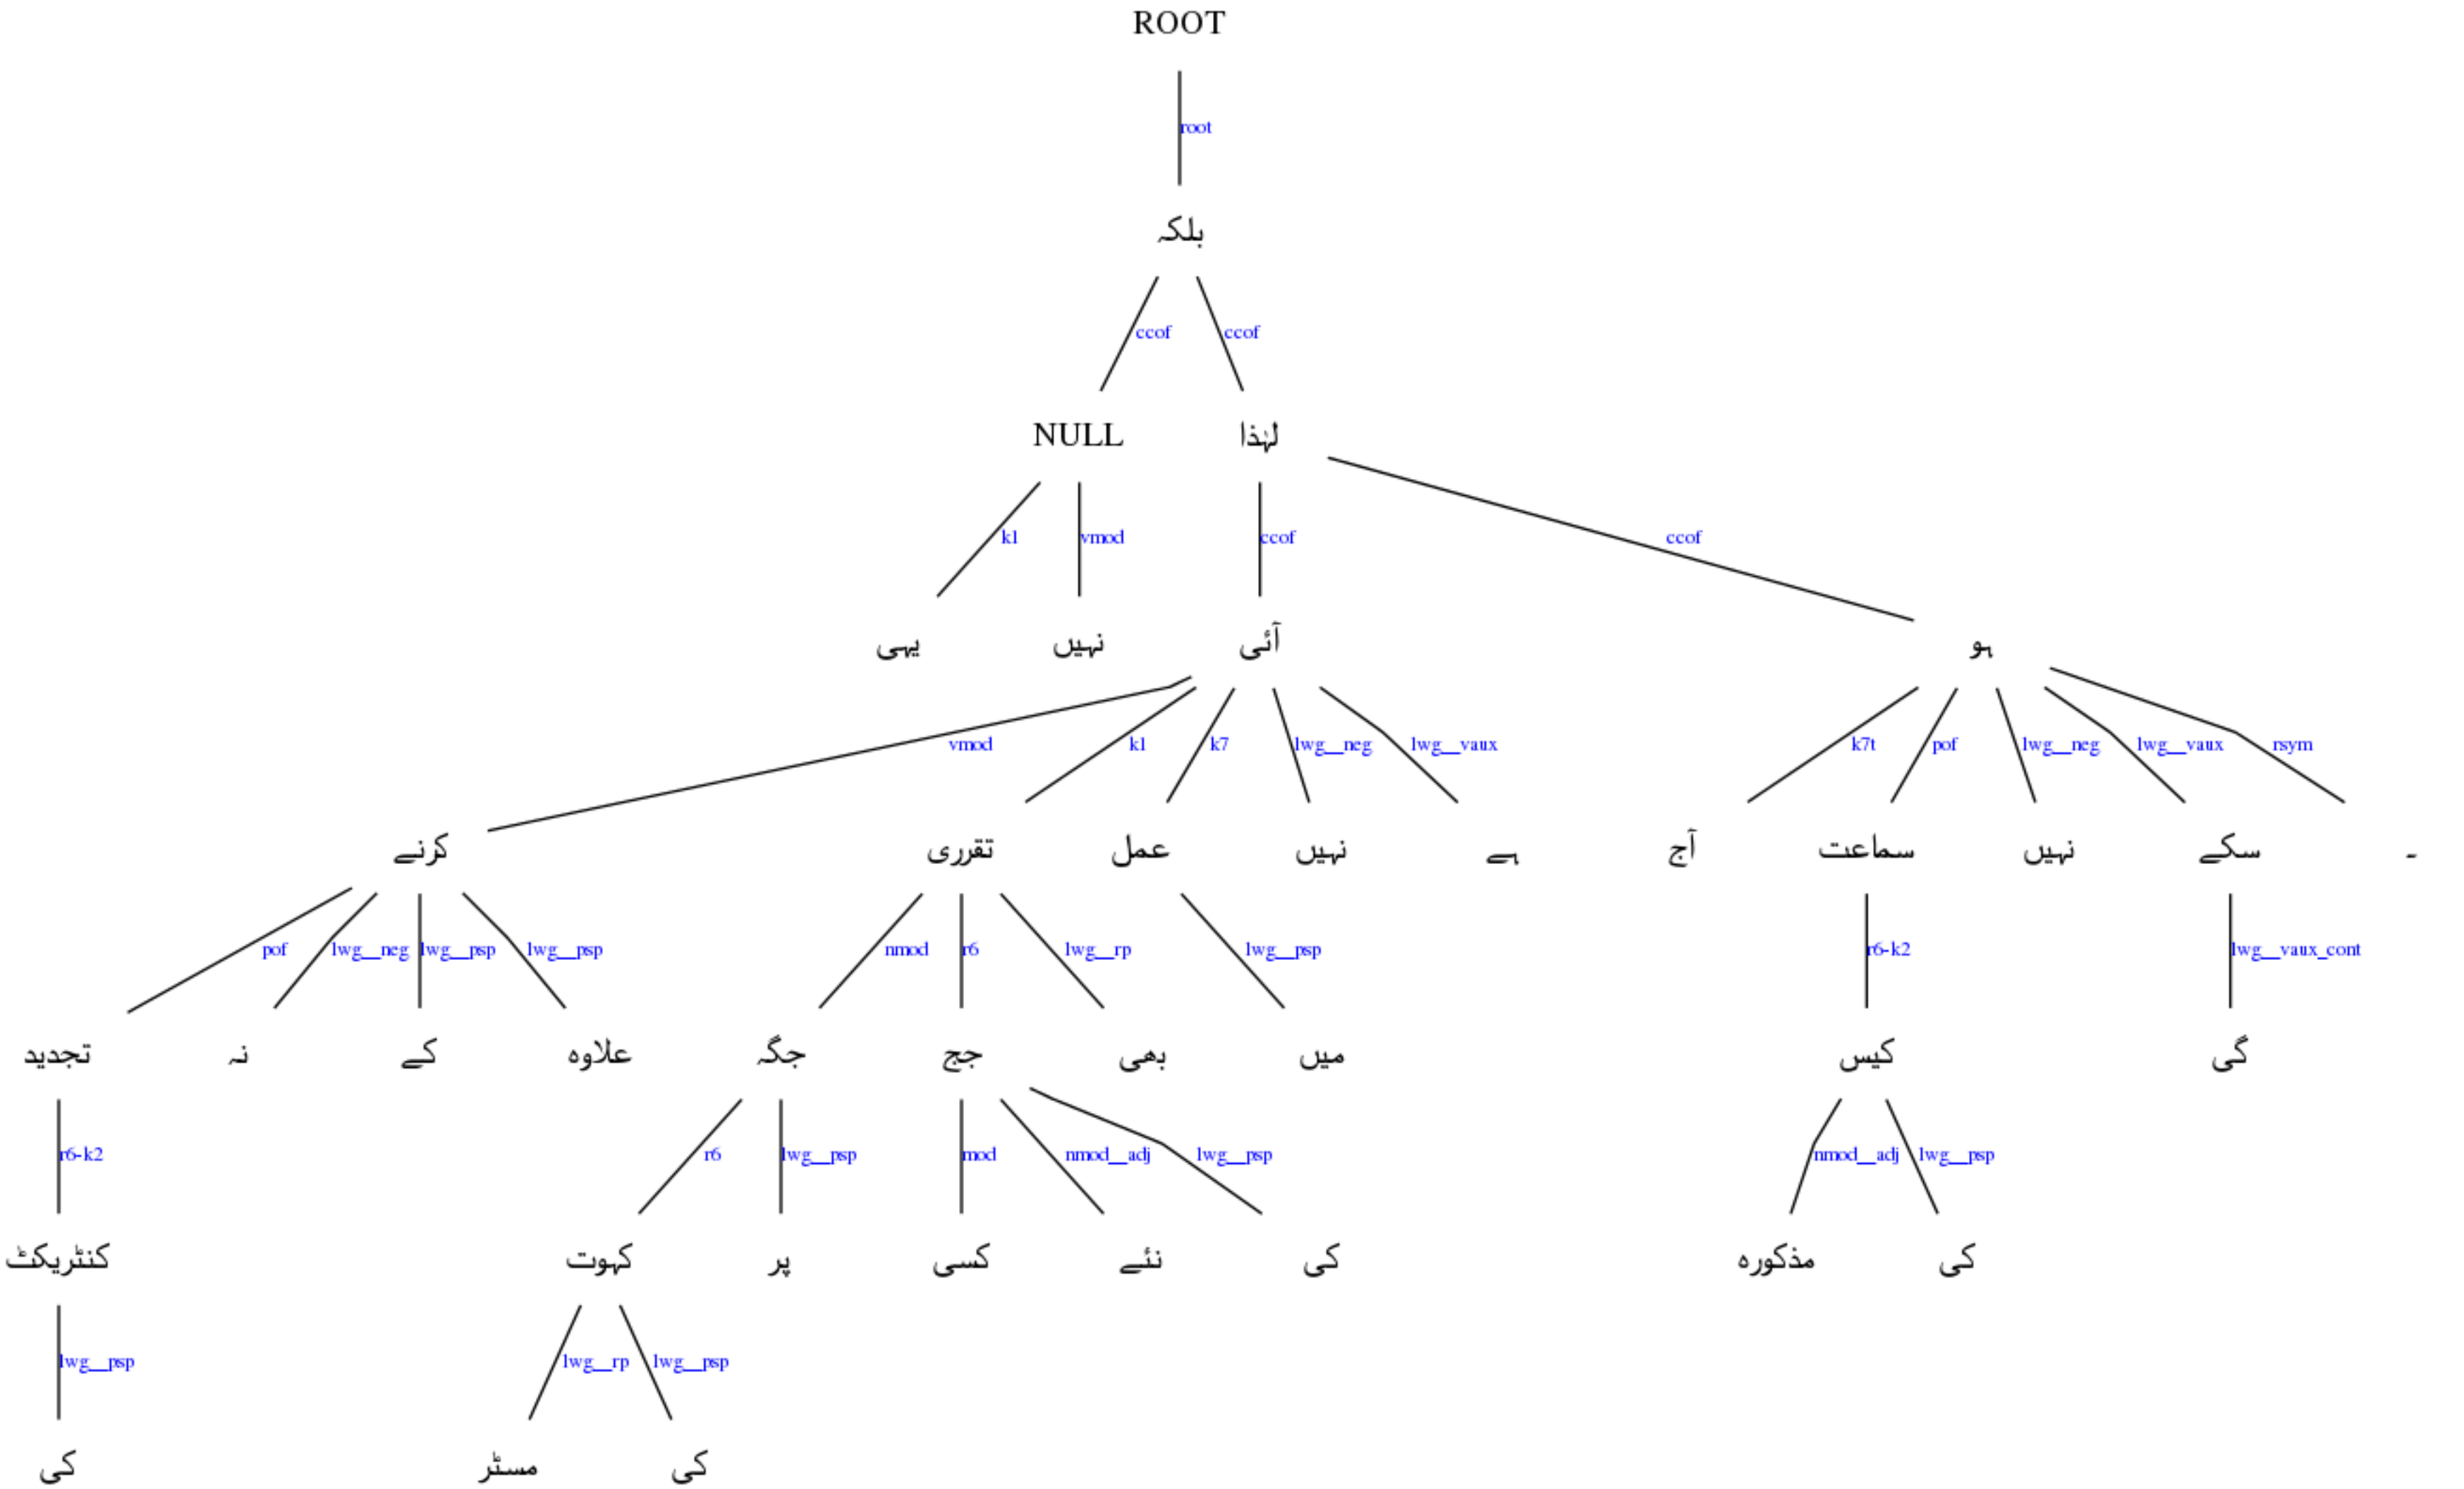 ROOT
root
بلکہ
ccof ccof
NULL لہٰذا
k1 vmod ccof ccof
یہی نہیں آئی ہو
vmod k1 k7 lwg__neg lwg__vaux k7t pof lwg__neg lwg__vaux rsym
کرنے تقرری عمل نہیں ہے آج سماعت نہیں سکے ۔
pof lwg__neg lwg__psp lwg__psp nmod r6 lwg__rp lwg__psp r6-k2 lwg__vaux_cont
تجدید نہ کے علاوہ جگہ جج بھی میں کیس گی
r6-k2 r6 lwg__psp mod nmod__adj lwg__psp nmod__adj lwg__psp
کنٹریکٹ کہوت پر کسی نئے کی مذکورہ کی
lwg__psp lwg__rp lwg__psp
کی مسٹر کی